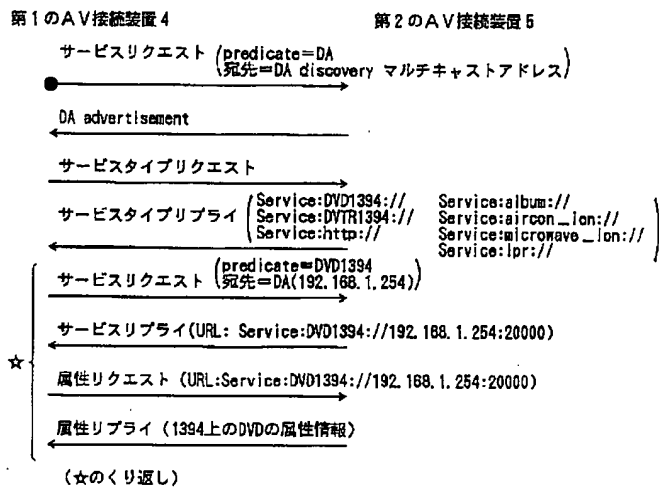 第1のAV接続装置4 第2のAV接続装置5
サービスリクエスト (predicate=DA
宛先=DA discovery マルチキャストアドレス)
DA advertisement
サービスタイプリクエスト
サービスタイプリプライ (Service:DVD1394:// Service:album://
Service:DVTR1394:// Service:aircon_lon://
Service:http:// Service:microwave_lon://
Service:lpr://)
サービスリクエスト (predicate=DVD1394
宛先=DA(192.168.1.254))
サービスリプライ(URL: Service:DVD1394://192.168.1.254:20000)
☆
属性リクエスト (URL:Service:DVD1394://192.168.1.254:20000)
属性リプライ (1394上のDVDの属性情報)
(☆のくり返し)